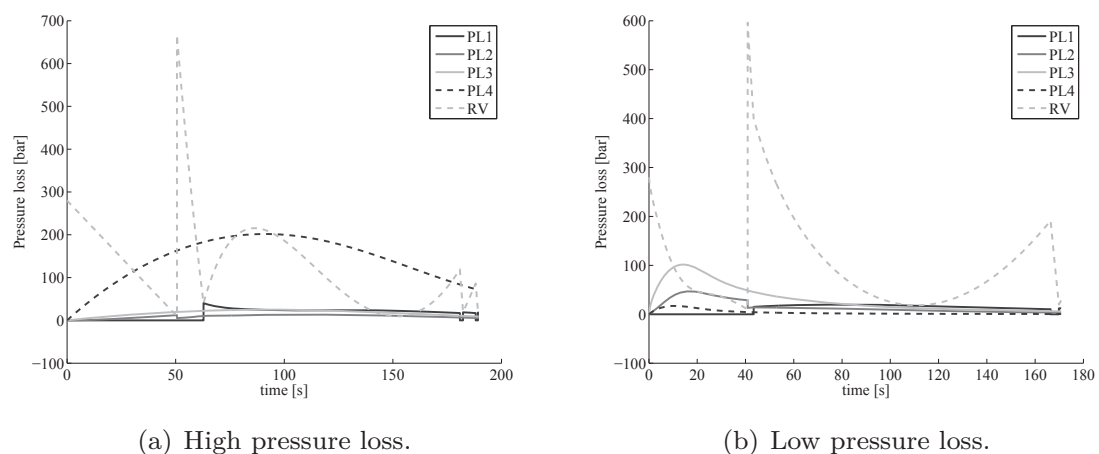 700
600
500
400
300
200
100
0
−100
Pressure loss [bar]
0 50 100 150 200
time [s]
PL1
PL2
PL3
PL4
RV
(a) High pressure loss.
600
500
400
300
200
100
0
−100
Pressure loss [bar]
0 20 40 60 80 100 120 140 160 180
time [s]
PL1
PL2
PL3
PL4
RV
(b) Low pressure loss.